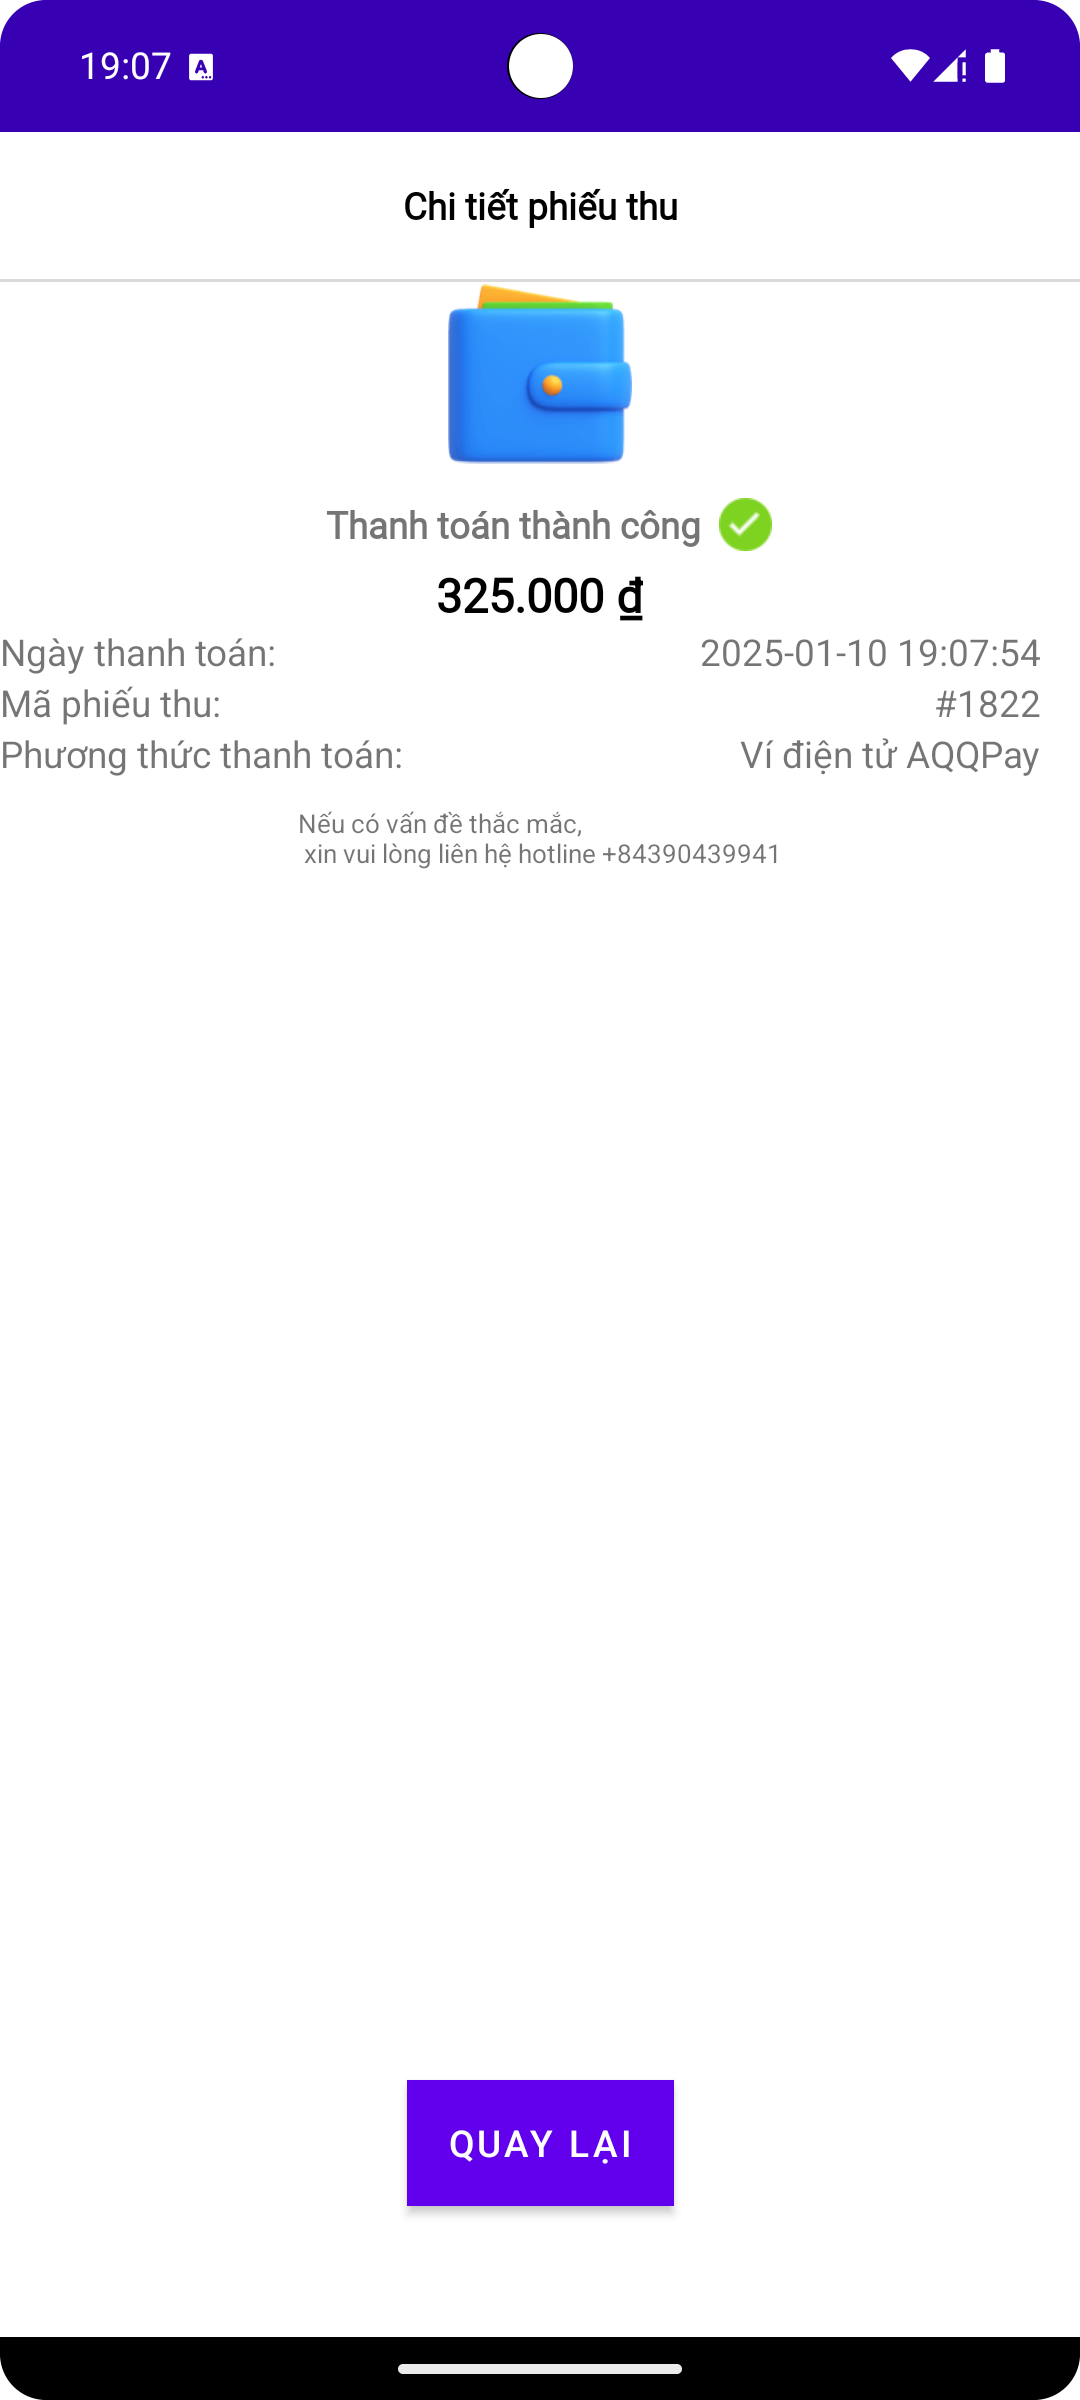 19:07
Chi tiết phiếu thu
Thanh toán thành công
325.000 ₫
Ngày thanh toán: 2025-01-10 19:07:54
Mã phiếu thu: #1822
Phương thức thanh toán: Ví điện tử AQQPay
Nếu có vấn đề thắc mắc,
xin vui lòng liên hệ hotline +84390439941
QUAY LẠI